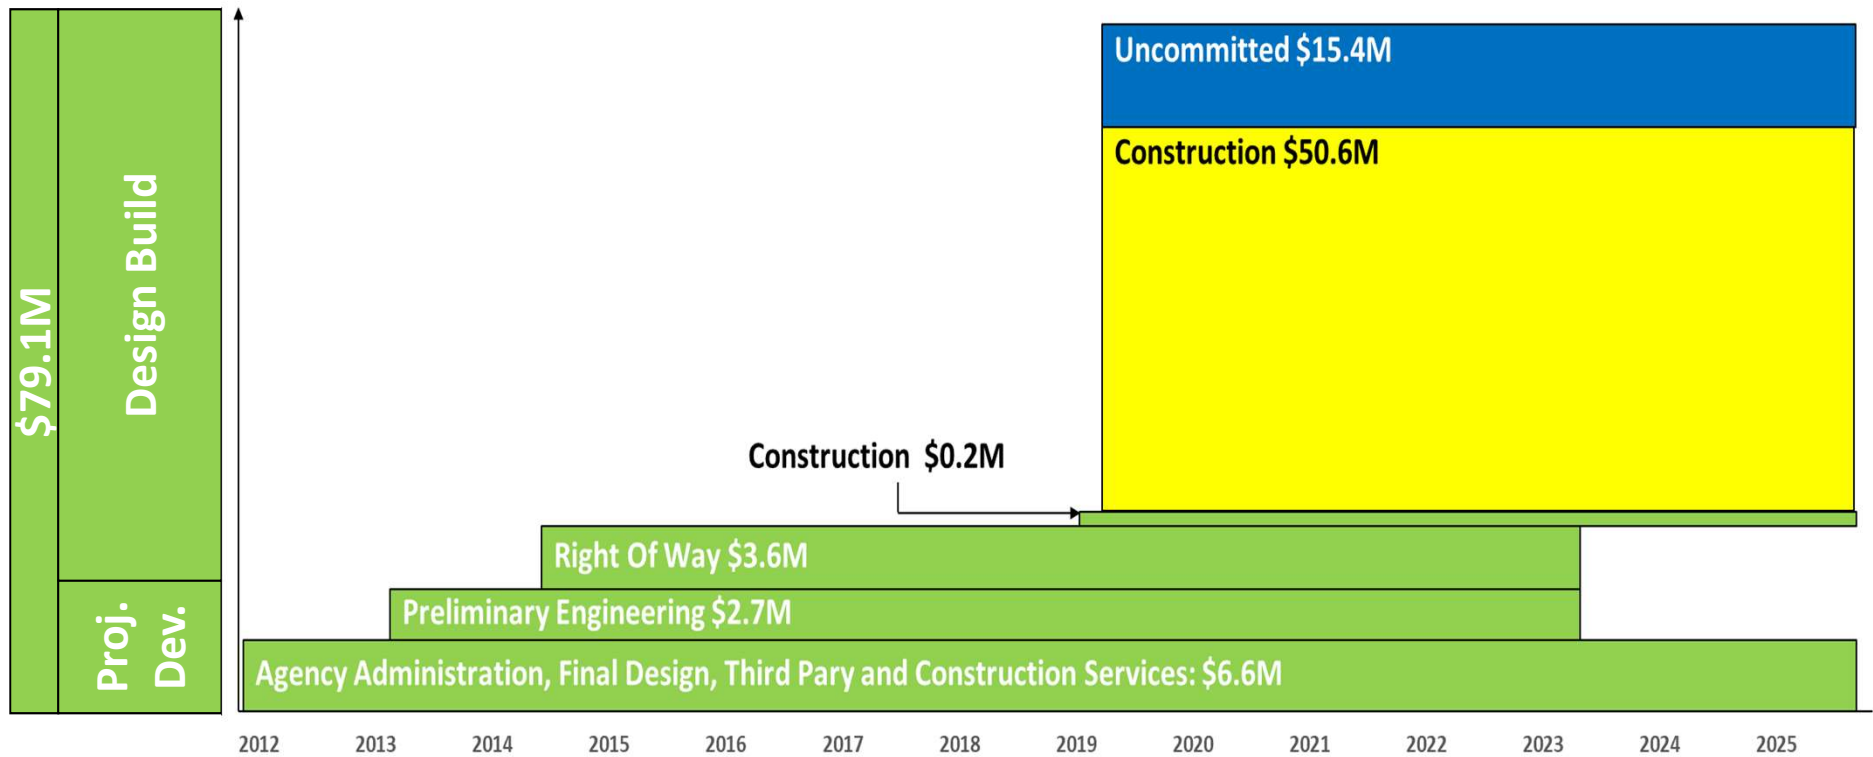 $79.1M
Design Build
Proj.
Dev.
Uncommitted $15.4M
Construction $50.6M
Construction $0.2M
Right Of Way $3.6M
Preliminary Engineering $2.7M
Agency Administration, Final Design, Third Pary and Construction Services: $6.6M
2012 2013 2014 2015 2016 2017 2018 2019 2020 2021 2022 2023 2024 2025